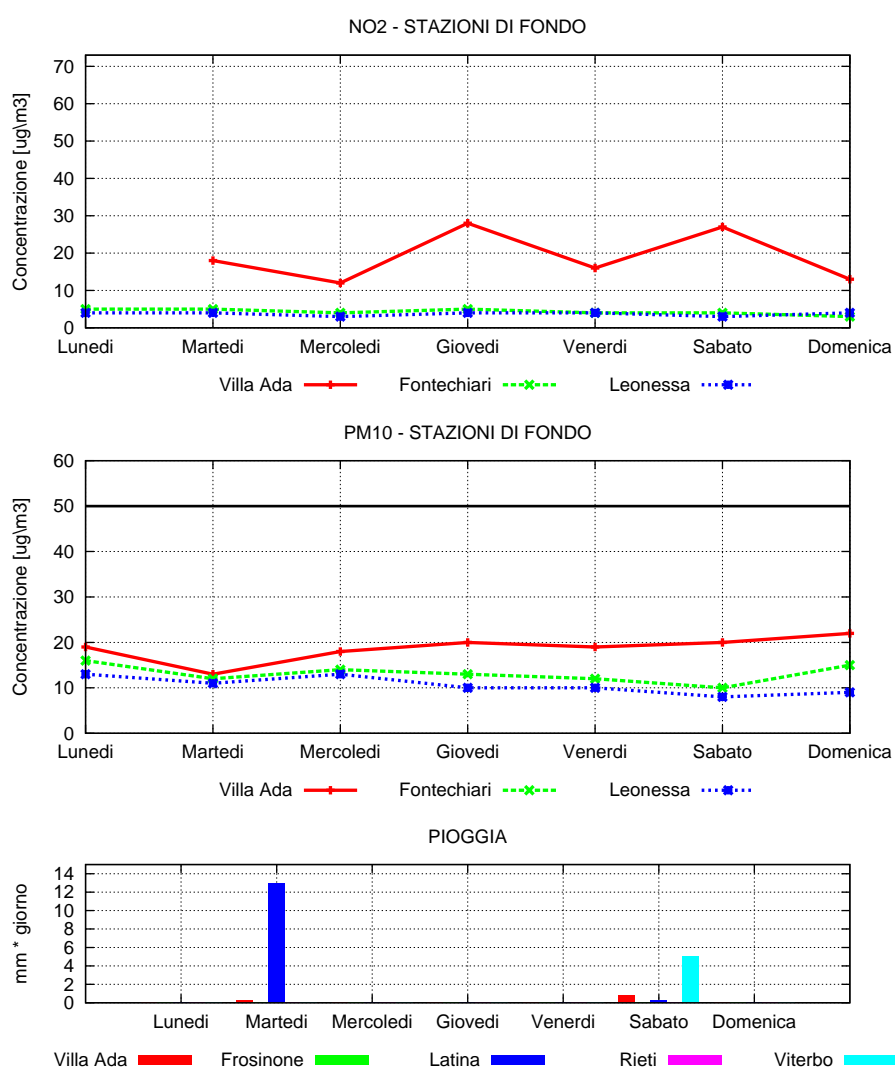 NO2 - STAZIONI DI FONDO
Concentrazione [ug\m3]
70
60
50
40
30
20
10
0
Lunedi Martedi Mercoledi Giovedi Venerdi Sabato Domenica
Villa Ada Fontechiari Leonessa
PM10 - STAZIONI DI FONDO
Concentrazione [ug\m3]
60
50
40
30
20
10
0
Lunedi Martedi Mercoledi Giovedi Venerdi Sabato Domenica
Villa Ada Fontechiari Leonessa
PIOGGIA
mm * giorno
14
12
10
8
6
4
2
0
Lunedi Martedi Mercoledi Giovedi Venerdi Sabato Domenica
Villa Ada Frosinone Latina Rieti Viterbo